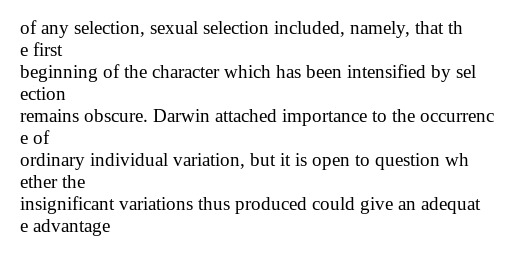 of any selection, sexual selection included, namely, that th
e first
beginning of the character which has been intensified by sel
ection
remains obscure. Darwin attached importance to the occurrenc
e of
ordinary individual variation, but it is open to question wh
ether the
insignificant variations thus produced could give an adequat
e advantage